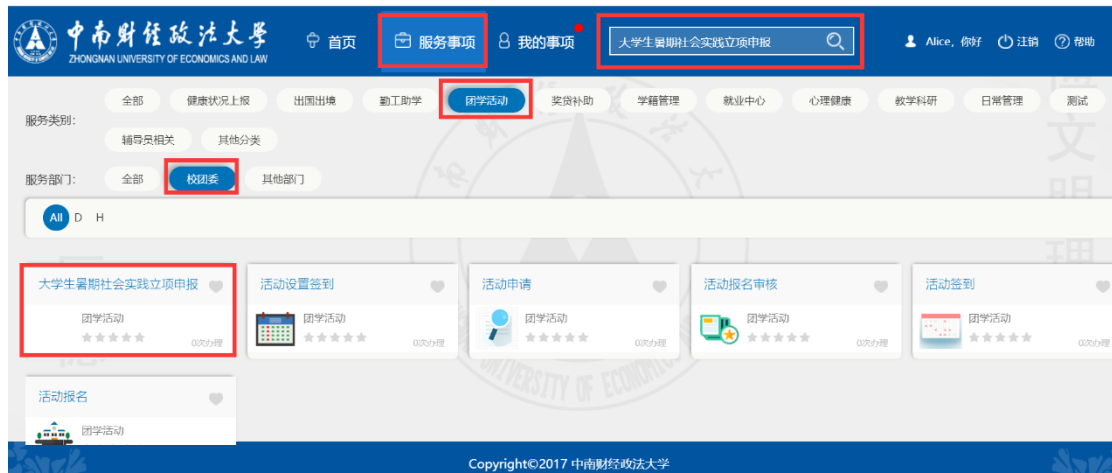 中南财经政法大学
ZHONGNAN UNIVERSITY OF ECONOMICS AND LAW
首页 服务事项 我的事项 大学生暑期社会实践立项申报 Alice, 你好 注销 帮助
服务类别: 全部 健康状况上报 出国出境 勤工助学 团学活动 奖贷补助 学籍管理 就业中心 心理健康 教学科研 日常管理 测试
辅导员相关 其他分类
服务部门: 全部 校团委 其他部门
All D H
大学生暑期社会实践立项申报 活动设置签到 活动申请 活动报名审核 活动签到
团学活动 团学活动 团学活动 团学活动 团学活动
0次办理 0次办理 0次办理 0次办理 0次办理
活动报名
团学活动
Copyright©2017 中南财经政法大学